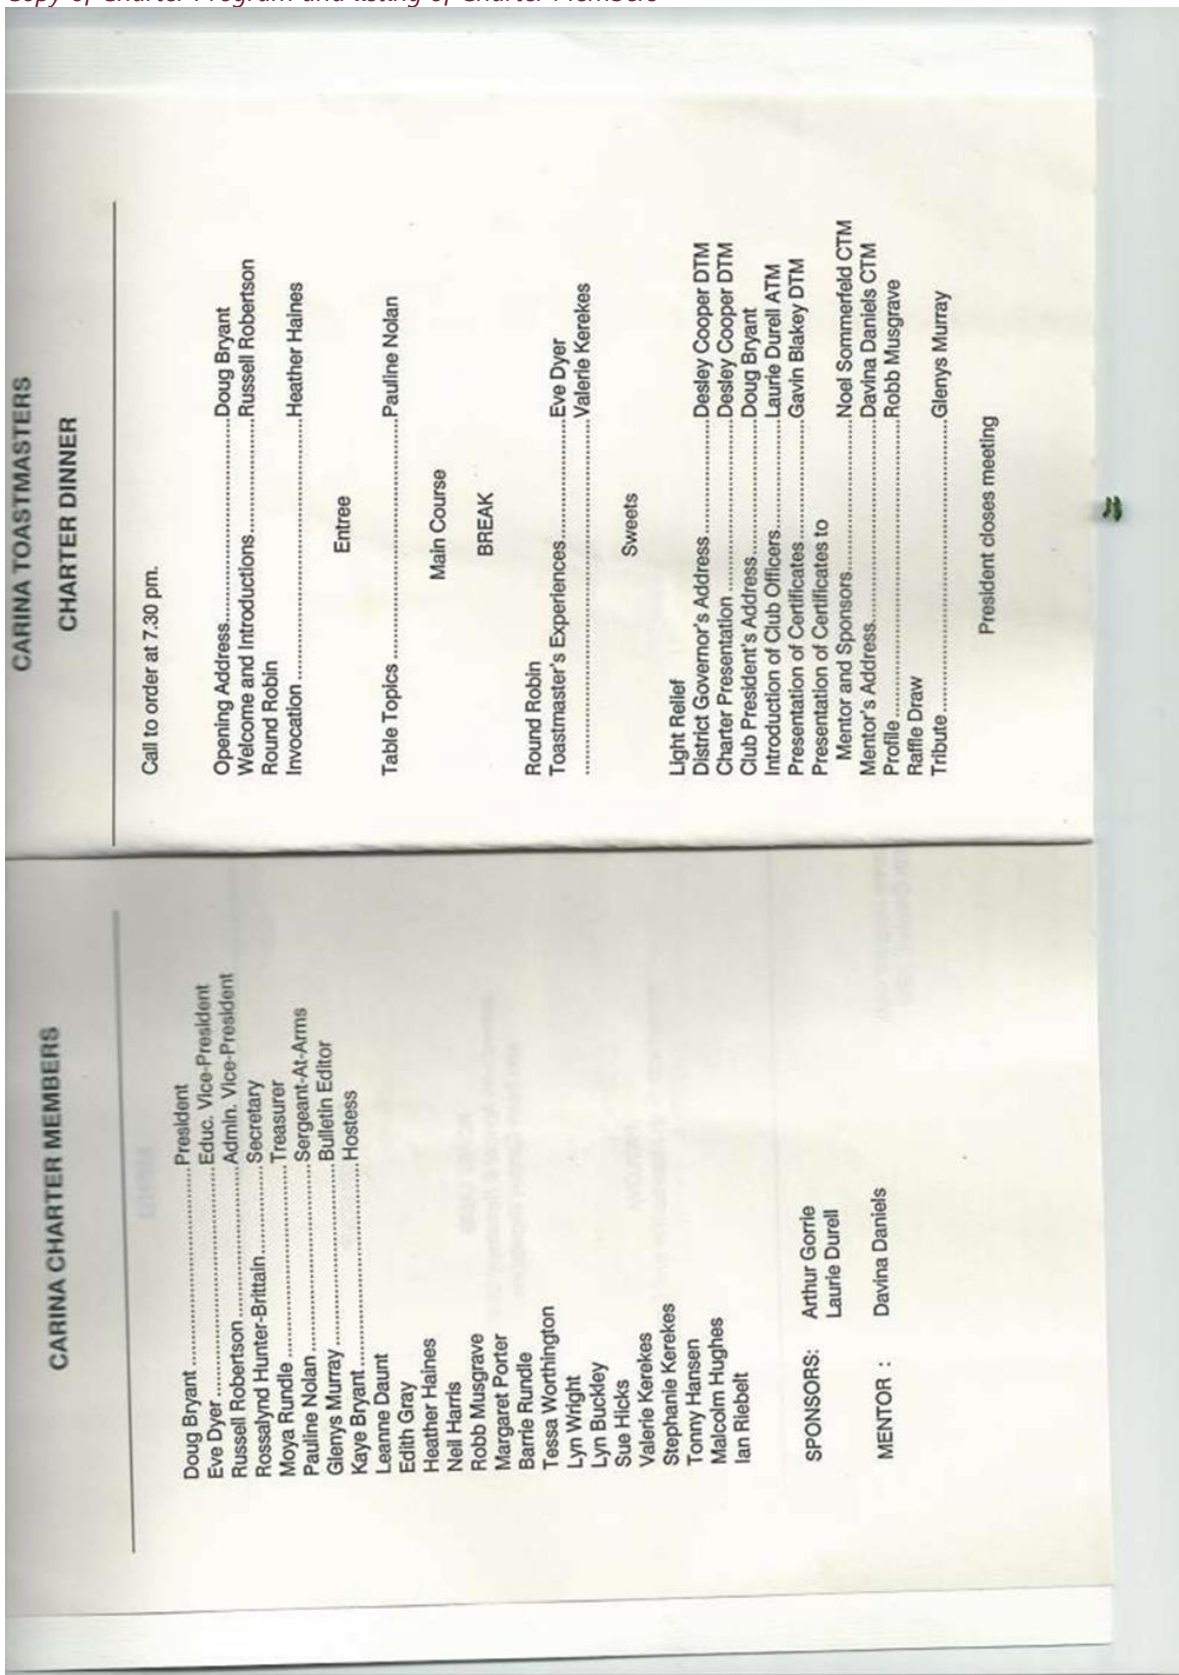 Copy of Charter Program and listing of Charter Members
CARINA CHARTER MEMBERS
Doug Bryant..............................President
Eve Dyer..............................Educ. Vice-President
Russell Robertson..............................Admin. Vice-President
Rossalynd Hunter-Brittain....................Secretary
Moya Rundle..............................Treasurer
Pauline Nolan..............................Sergeant-At-Arms
Glenys Murray..............................Bulletin Editor
Kaye Bryant..............................Hostess
Leanne Daunt
Edith Gray
Heather Haines
Neil Harris
Robb Musgrave
Margaret Porter
Barrie Rundle
Tessa Worthington
Lyn Wright
Lyn Buckley
Sue Hicks
Valerie Kerekes
Stephanie Kerekes
Tonny Hansen
Malcolm Hughes
Ian Riebelt
SPONSORS: Arthur Gorrie
Laurie Durell
MENTOR : Davina Daniels
CARINA TOASTMASTERS
CHARTER DINNER
Call to order at 7.30 pm.
Opening Address..............................Doug Bryant
Welcome and Introductions....................Russell Robertson
Round Robin
Invocation..............................Heather Haines
Entree
Table Topics..............................Pauline Nolan
Main Course
BREAK
Round Robin
Toastmaster's Experiences....................Eve Dyer
..............................Valerie Kerekes
Sweets
Light Relief
District Governor's Address....................Desley Cooper DTM
Charter Presentation..............................Desley Cooper DTM
Club President's Address....................Doug Bryant
Introduction of Club Officers....................Laurie Durell ATM
Presentation of Certificates....................Gavin Blakey DTM
Presentation of Certificates to
Mentor and Sponsors....................Noel Sommerfeld CTM
Mentor's Address..............................Davina Daniels CTM
Profile..............................Robb Musgrave
Raffle Draw
Tribute..............................Glenys Murray
President closes meeting